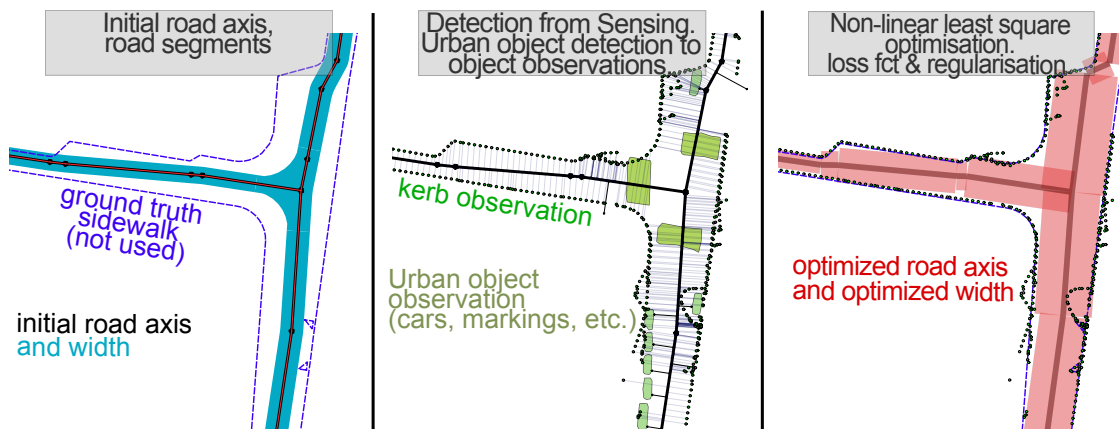 Initial road axis,
road segments
ground truth
sidewalk
(not used)
initial road axis
and width
Detection from Sensing.
Urban object detection to
object observations
kerb observation
Urban object
observation
(cars, markings, etc.)
Non-linear least square
optimisation.
loss fct & regularisation
optimized road axis
and optimized width